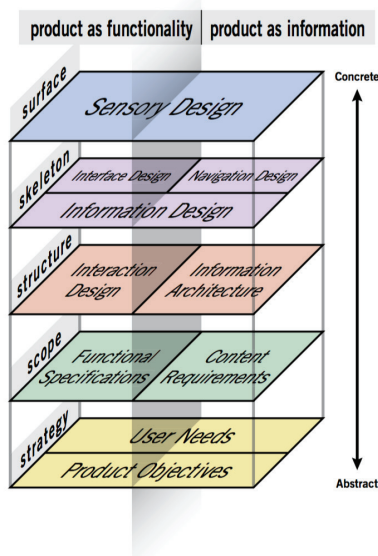 product as functionality
product as information
Concrete
surface
Sensory Design
skeleton
Interface Design
Navigation Design
Information Design
structure
Interaction
Design
Information
Architecture
scope
Functional
Specifications
Content
Requirements
strategy
User Needs
Product Objectives
Abstract